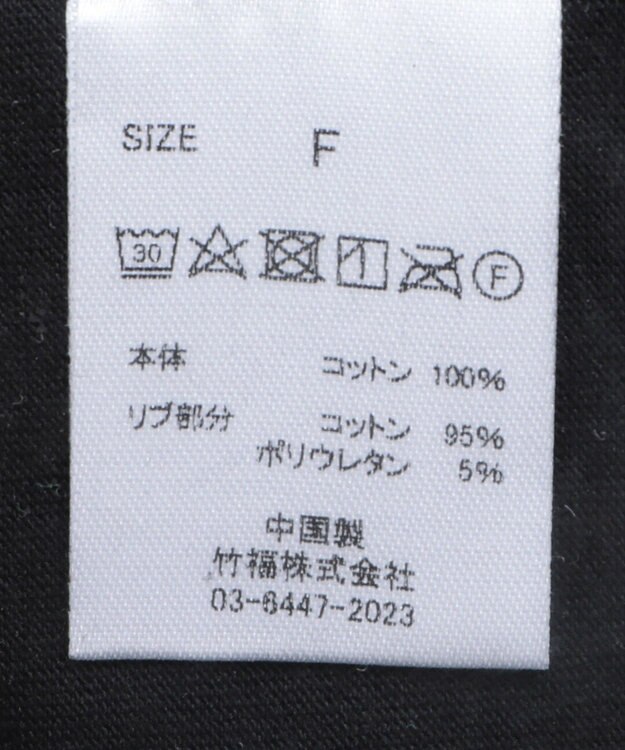 SIZE F
30 F
本体 コットン 100%
リブ部分 コットン 95%
ポリウレタン 5%
中国製
竹福株式会社
03-6447-2023